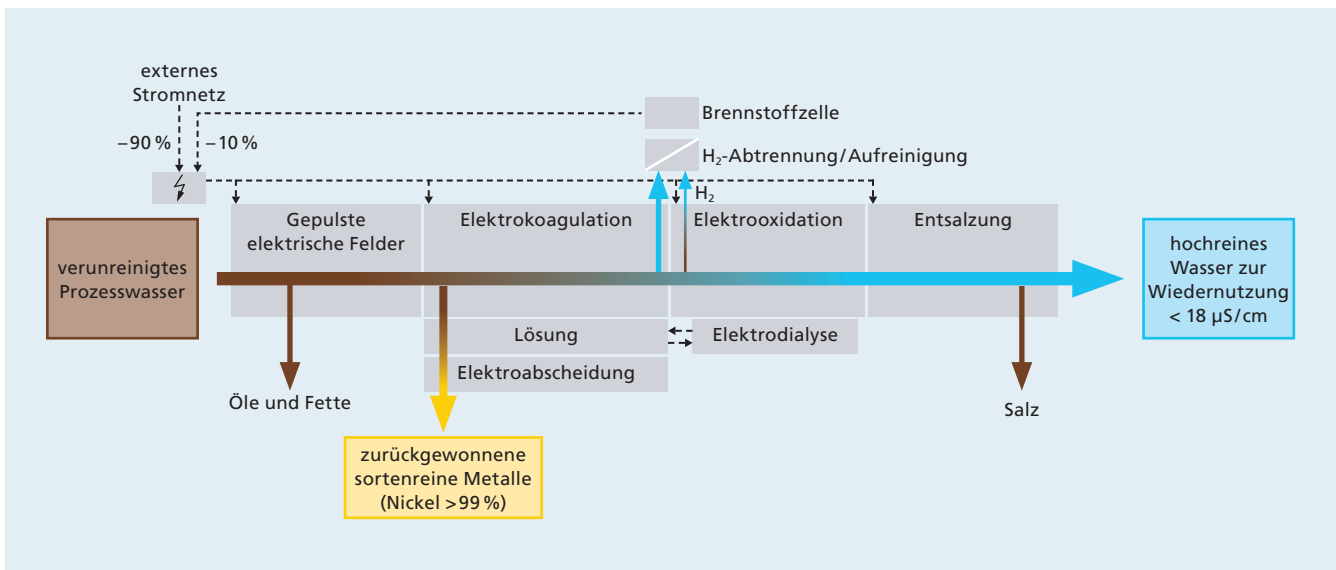 externes
Stromnetz
Brennstoffzelle
–90 %
–10 %
H₂-Abtrennung/Aufreinigung
H₂
Gepulste
elektrische Felder
Elektrokoagulation
Elektrooxidation
Entsalzung
verunreinigtes
Prozesswasser
hochreines
Wasser zur
Wiedernutzung
< 18 µS/cm
Lösung
Elektrodialyse
Elektroabscheidung
Öle und Fette
Salz
zurückgewonnene
sortenreine Metalle
(Nickel >99 %)